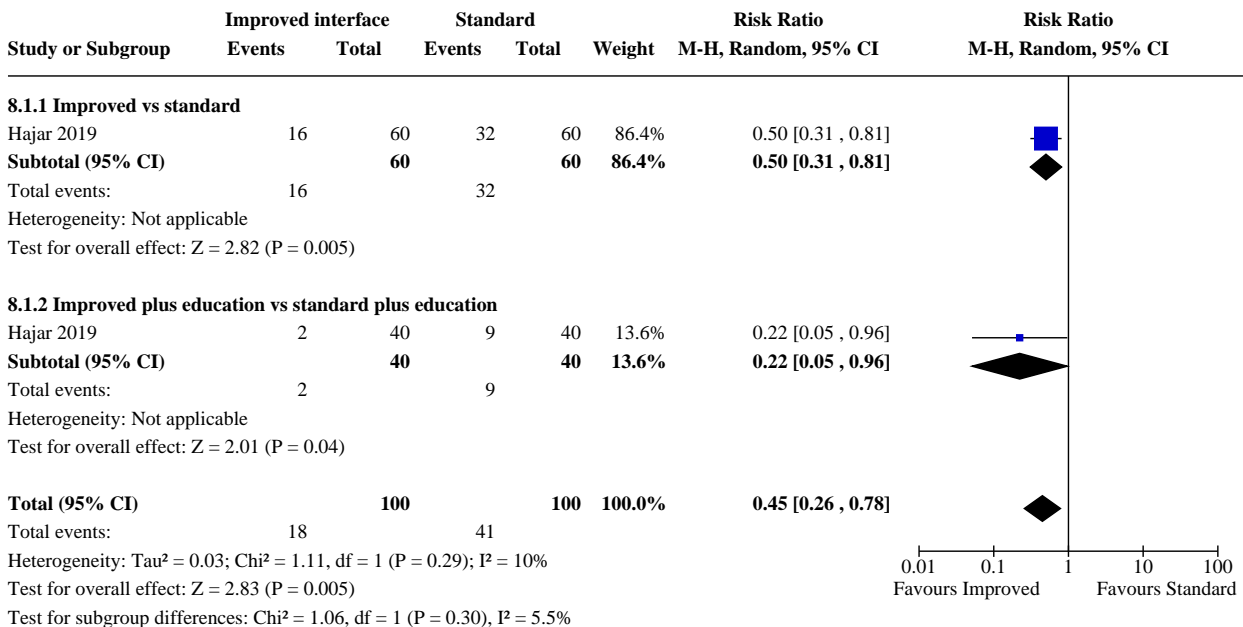 Improved interface Standard Risk Ratio Risk Ratio
Study or Subgroup Events Total Events Total Weight M-H, Random, 95% CI M-H, Random, 95% CI
8.1.1 Improved vs standard
Hajar 2019 16 60 32 60 86.4% 0.50 [0.31 , 0.81]
Subtotal (95% CI) 60 60 86.4% 0.50 [0.31 , 0.81]
Total events: 16 32
Heterogeneity: Not applicable
Test for overall effect: Z = 2.82 (P = 0.005)
8.1.2 Improved plus education vs standard plus education
Hajar 2019 2 40 9 40 13.6% 0.22 [0.05 , 0.96]
Subtotal (95% CI) 40 40 13.6% 0.22 [0.05 , 0.96]
Total events: 2 9
Heterogeneity: Not applicable
Test for overall effect: Z = 2.01 (P = 0.04)
Total (95% CI) 100 100 100.0% 0.45 [0.26 , 0.78]
Total events: 18 41
Heterogeneity: Tau² = 0.03; Chi² = 1.11, df = 1 (P = 0.29); I² = 10%
Test for overall effect: Z = 2.83 (P = 0.005)
Test for subgroup differences: Chi² = 1.06, df = 1 (P = 0.30), I² = 5.5%
0.01 0.1 1 10 100
Favours Improved Favours Standard